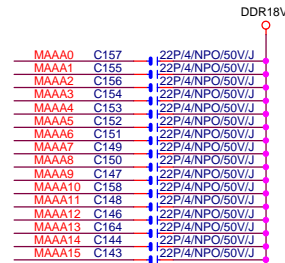 DDR18V
MAAA0 C157 22P/4/NPO/50V/J
MAAA1 C155 22P/4/NPO/50V/J
MAAA2 C156 22P/4/NPO/50V/J
MAAA3 C154 22P/4/NPO/50V/J
MAAA4 C153 22P/4/NPO/50V/J
MAAA5 C152 22P/4/NPO/50V/J
MAAA6 C151 22P/4/NPO/50V/J
MAAA7 C149 22P/4/NPO/50V/J
MAAA8 C150 22P/4/NPO/50V/J
MAAA9 C147 22P/4/NPO/50V/J
MAAA10 C158 22P/4/NPO/50V/J
MAAA11 C148 22P/4/NPO/50V/J
MAAA12 C146 22P/4/NPO/50V/J
MAAA13 C164 22P/4/NPO/50V/J
MAAA14 C144 22P/4/NPO/50V/J
MAAA15 C143 22P/4/NPO/50V/J